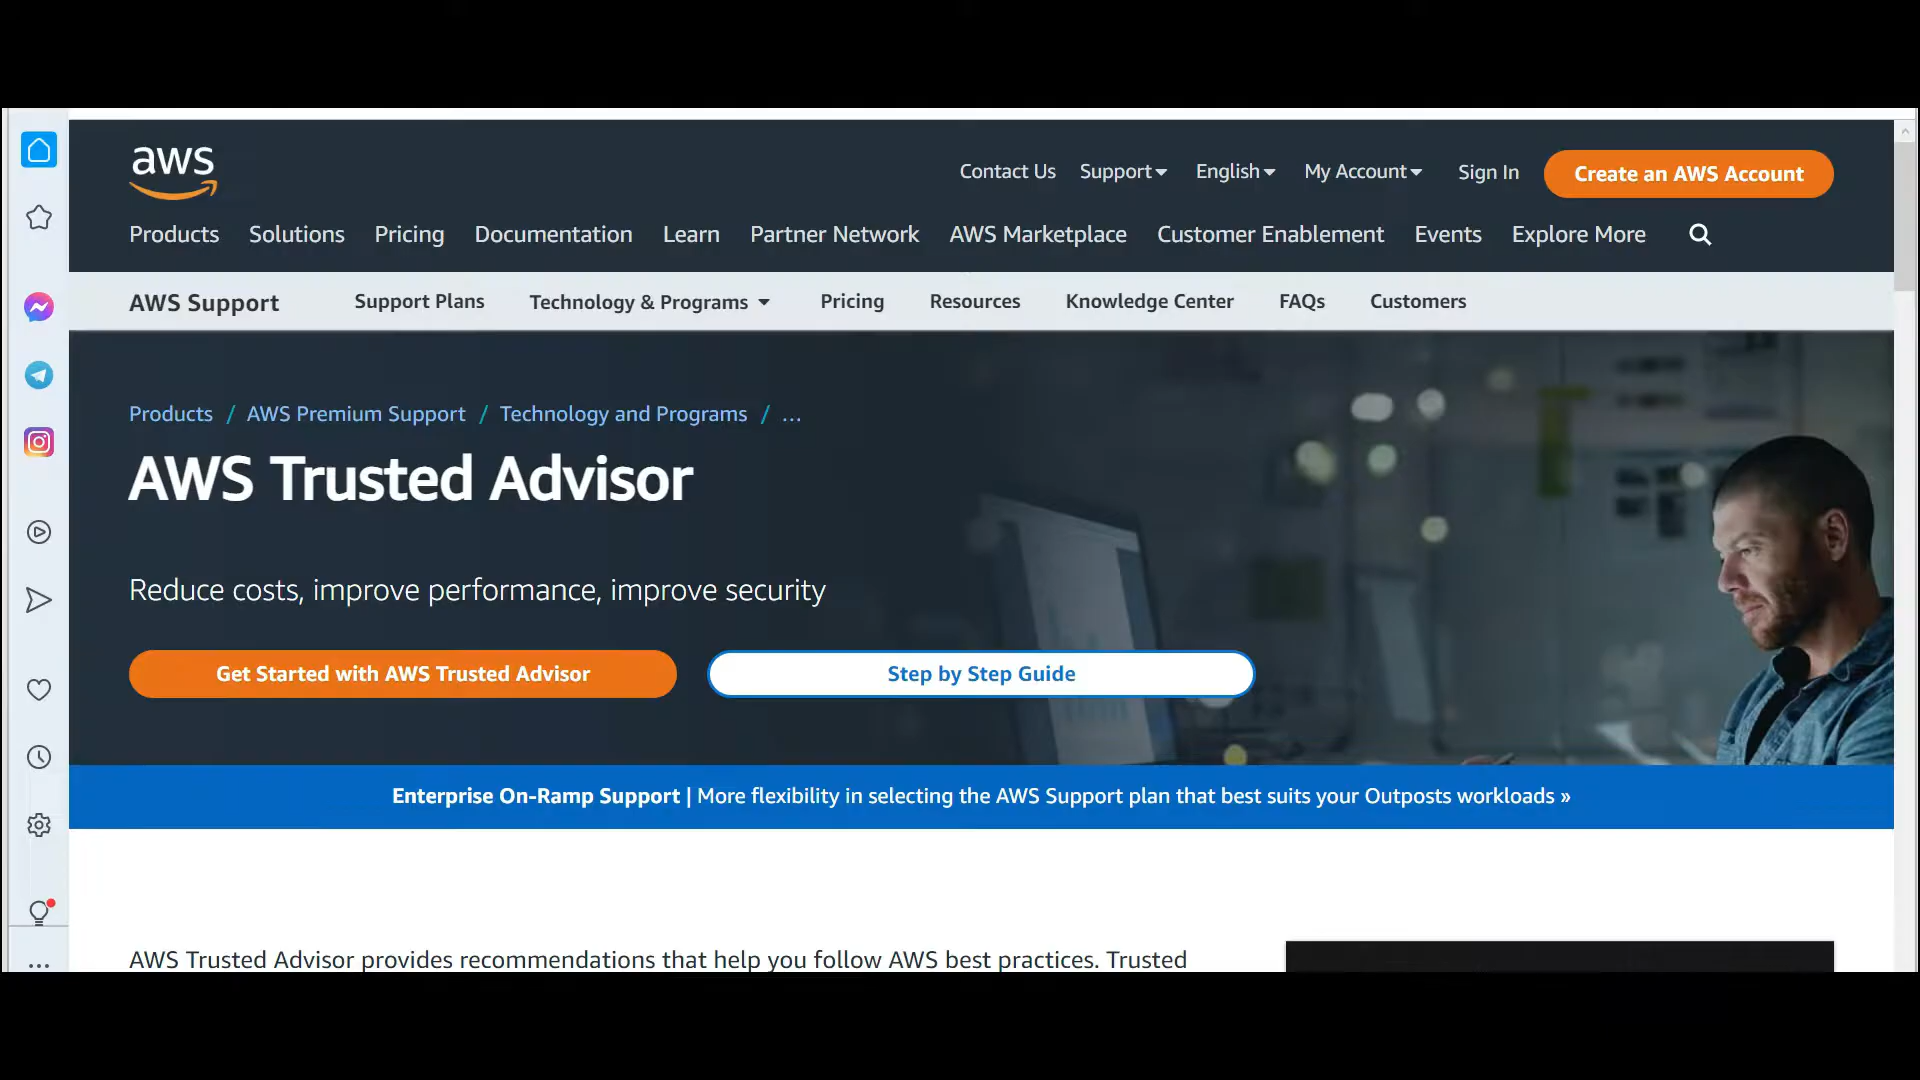 aws
Contact Us Support English My Account Sign In Create an AWS Account
Products Solutions Pricing Documentation Learn Partner Network AWS Marketplace Customer Enablement Events Explore More
AWS Support Support Plans Technology & Programs Pricing Resources Knowledge Center FAQs Customers
Products / AWS Premium Support / Technology and Programs / ...
AWS Trusted Advisor
Reduce costs, improve performance, improve security
Get Started with AWS Trusted Advisor Step by Step Guide
Enterprise On-Ramp Support | More flexibility in selecting the AWS Support plan that best suits your Outposts workloads »
AWS Trusted Advisor provides recommendations that help you follow AWS best practices. Trusted